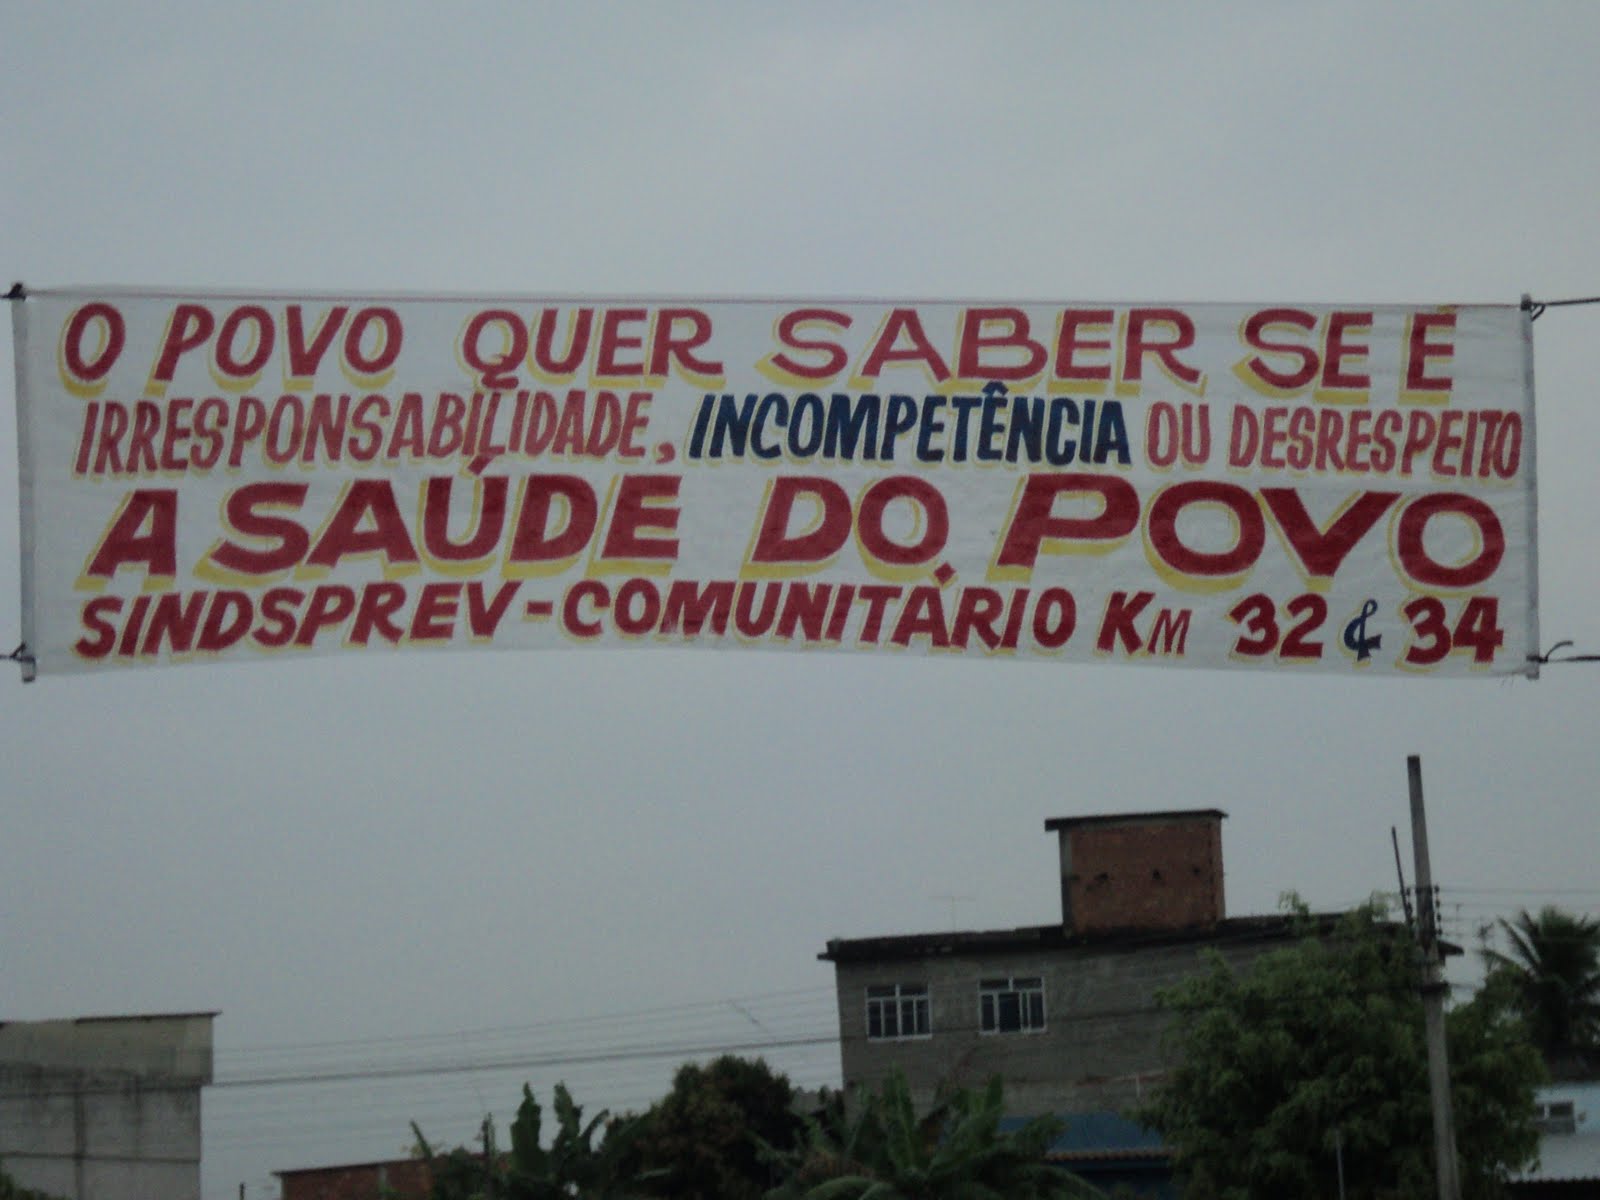 O POVO QUER SABER SE É
IRRESPONSABILIDADE, INCOMPETÊNCIA OU DESRESPEITO
A SAÚDE DO POVO
SINDSPREV-COMUNITÁRIO KM 32 & 34